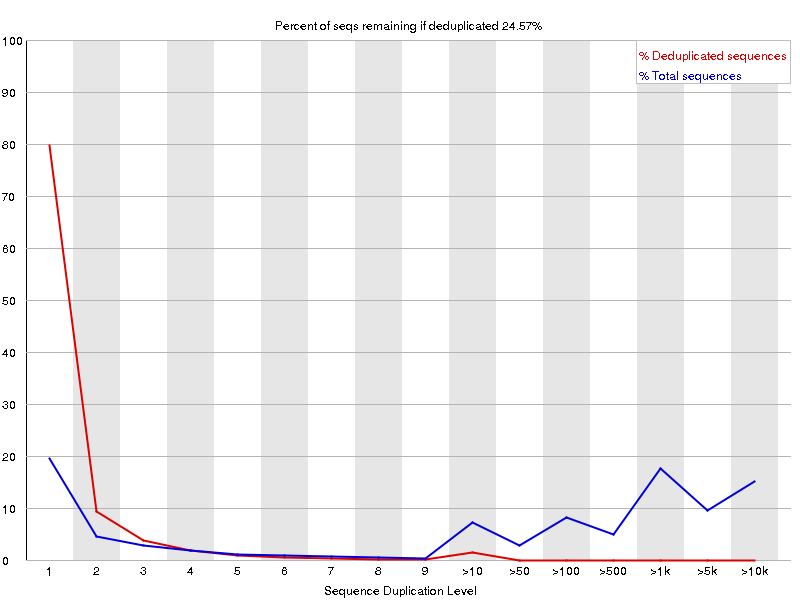 Percent of seqs remaining if deduplicated 24.57%
% Deduplicated sequences
% Total sequences
100
90
80
70
60
50
40
30
20
10
0
1 2 3 4 5 6 7 8 9 >10 >50 >100 >500 >1k >5k >10k
Sequence Duplication Level